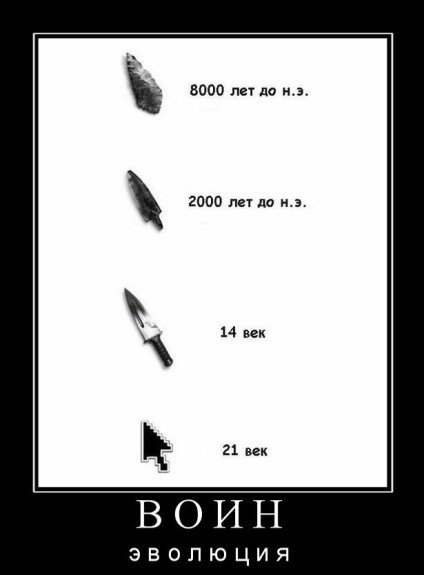 8000 лет до н.э.
2000 лет до н.э.
14 век
21 век
ВОИН
эволюция